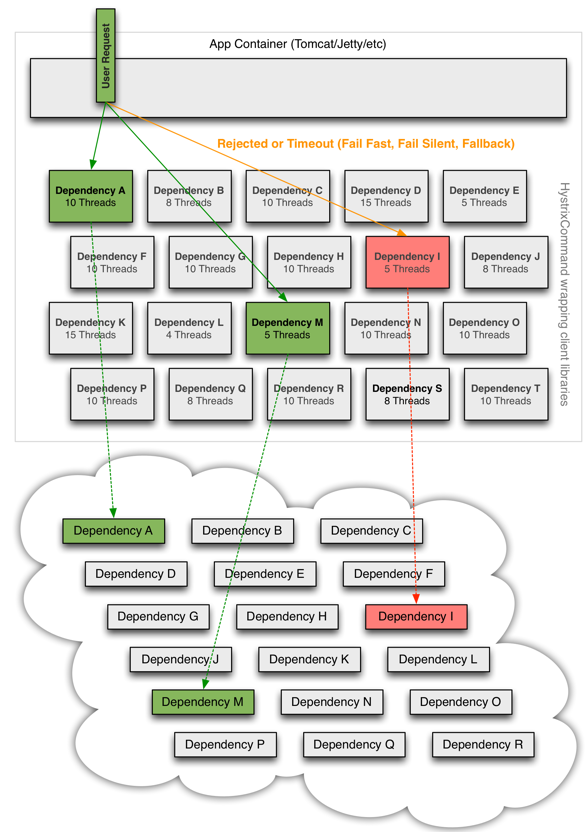 User Request
App Container (Tomcat/Jetty/etc)
Rejected or Timeout (Fail Fast, Fail Silent, Fallback)
Dependency A
10 Threads
Dependency B
8 Threads
Dependency C
10 Threads
Dependency D
15 Threads
Dependency E
5 Threads
Dependency F
10 Threads
Dependency G
10 Threads
Dependency H
10 Threads
Dependency I
5 Threads
Dependency J
8 Threads
Dependency K
15 Threads
Dependency L
4 Threads
Dependency M
5 Threads
Dependency N
10 Threads
Dependency O
10 Threads
Dependency P
10 Threads
Dependency Q
8 Threads
Dependency R
10 Threads
Dependency S
8 Threads
Dependency T
10 Threads
HystrixCommand wrapping client libraries
Dependency A
Dependency B
Dependency C
Dependency D
Dependency E
Dependency F
Dependency G
Dependency H
Dependency I
Dependency J
Dependency K
Dependency L
Dependency M
Dependency N
Dependency O
Dependency P
Dependency Q
Dependency R